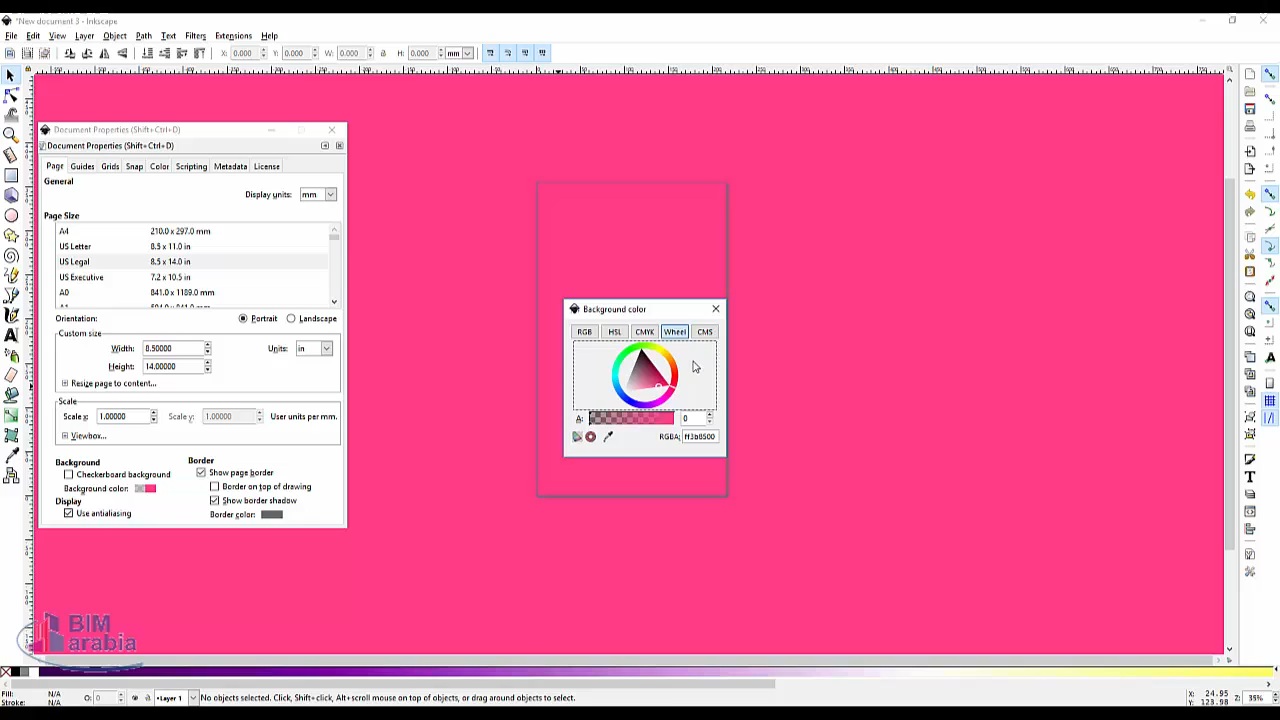 *New document 3 - Inkscape
File Edit View Layer Object Path Text Filters Extensions Help
X: 0.000 Y: 0.000 W: 0.000 H: 0.000 mm
Document Properties (Shift+Ctrl+D)
Document Properties (Shift+Ctrl+D)
Page Guides Grids Snap Color Scripting Metadata License
General
Display units: mm
Page Size
A4 210.0 x 297.0 mm
US Letter 8.5 x 11.0 in
US Legal 8.5 x 14.0 in
US Executive 7.2 x 10.5 in
A0 841.0 x 1189.0 mm
Orientation: Portrait Landscape
Custom size
Width: 8.50000 Units: in
Height: 14.00000
Resize page to content...
Scale
Scale x: 1.00000 Scale y: 1.00000 User units per mm.
Viewbox...
Background
Checkerboard background
Background color:
Display
Use antialiasing
Border
Show page border
Border on top of drawing
Show border shadow
Border color:
Background color
RGB HSL CMYK Wheel CMS
A: 0
RGBA: ff3b8500
BIM
arabia
Fill: N/A
Stroke: N/A
O: 0
Layer 1
No objects selected. Click, Shift+click, Alt+scroll mouse on top of objects, or drag around objects to select.
X: 24.95
Y: 123.98
Z: 35%